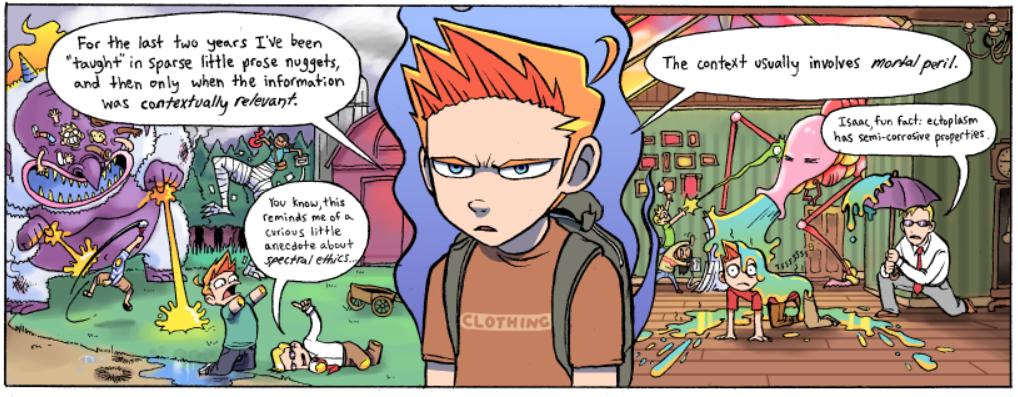 For the last two years I've been
"taught" in sparse little prose nuggets,
and then only when the information
was contextually relevant.
You know, this
reminds me of a
curious little
anecdote about
spectral ethics...
CLOTHING
The context usually involves mortal peril.
Isaac, fun fact: ectoplasm
has semi-corrosive properties.
TSSSSSSS